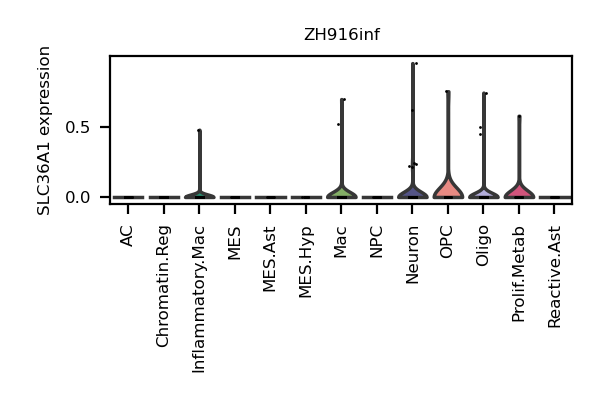 ZH916inf
SLC36A1 expression
0.5
0.0
AC
Chromatin.Reg
Inflammatory.Mac
MES
MES.Ast
MES.Hyp
Mac
NPC
Neuron
OPC
Oligo
Prolif.Metab
Reactive.Ast